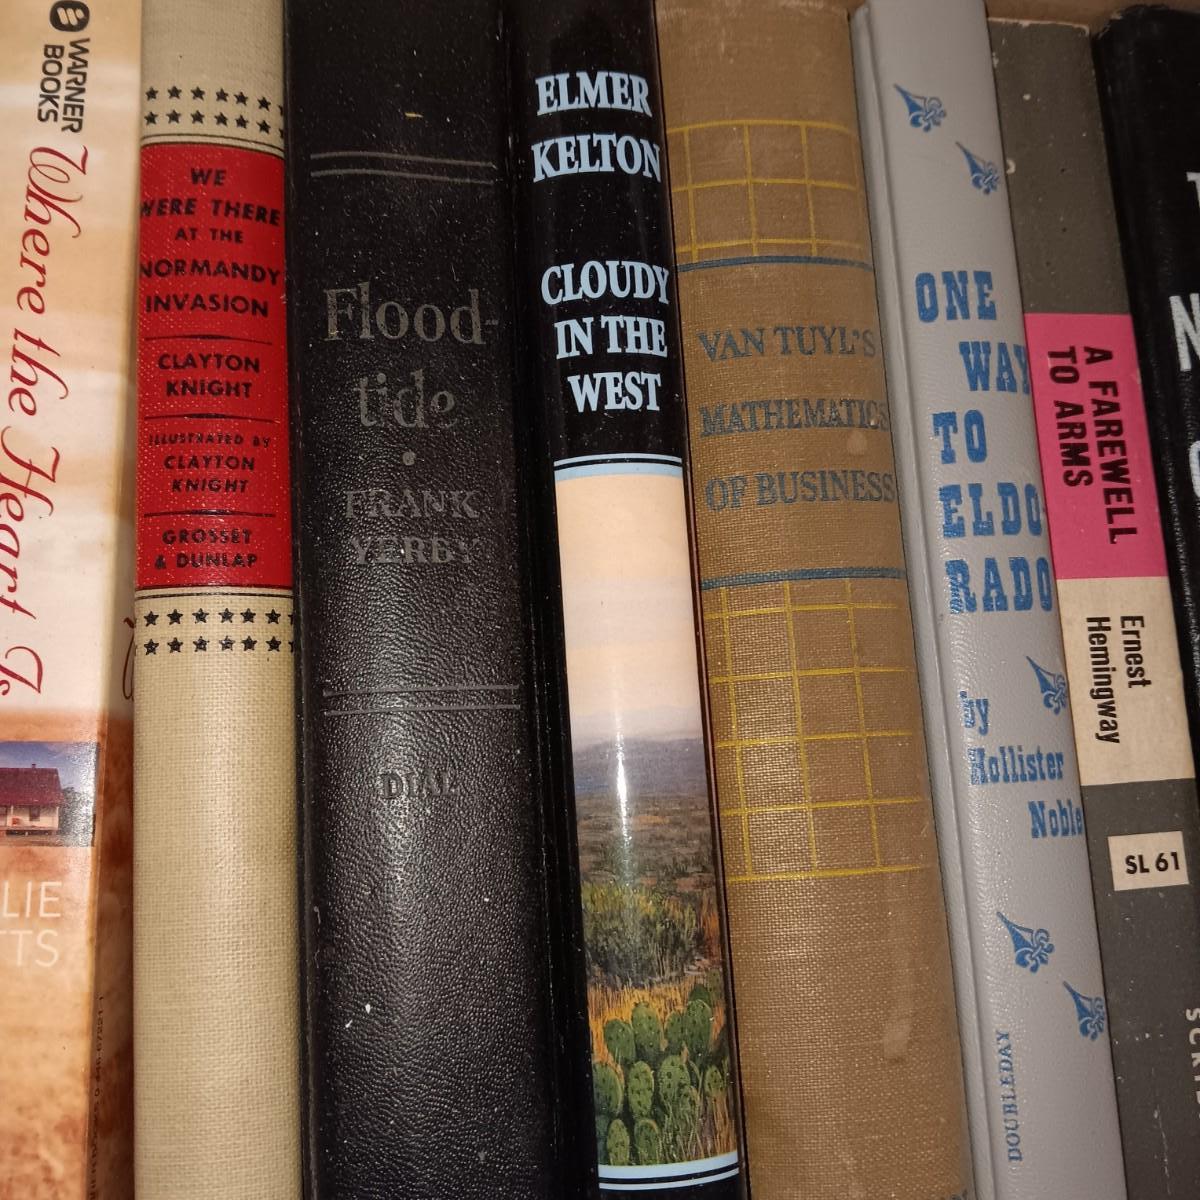 WARNER
BOOKS
Where the Heart Is
LIE
TTS
WE
WERE THERE
AT THE
NORMANDY
INVASION
CLAYTON
KNIGHT
ILLUSTRATED BY
CLAYTON
KNIGHT
GROSSET
& DUNLAP
Flood-
tide
FRANK
YERBY
DIAL
ELMER
KELTON
CLOUDY
IN THE
WEST
VAN TUYL'S
MATHEMATICS
OF BUSINESS
ONE
WAY
TO
ELDO
RADO
by
Hollister
Noble
DOUBLEDAY
A FAREWELL
TO ARMS
Ernest
Hemingway
SL 61